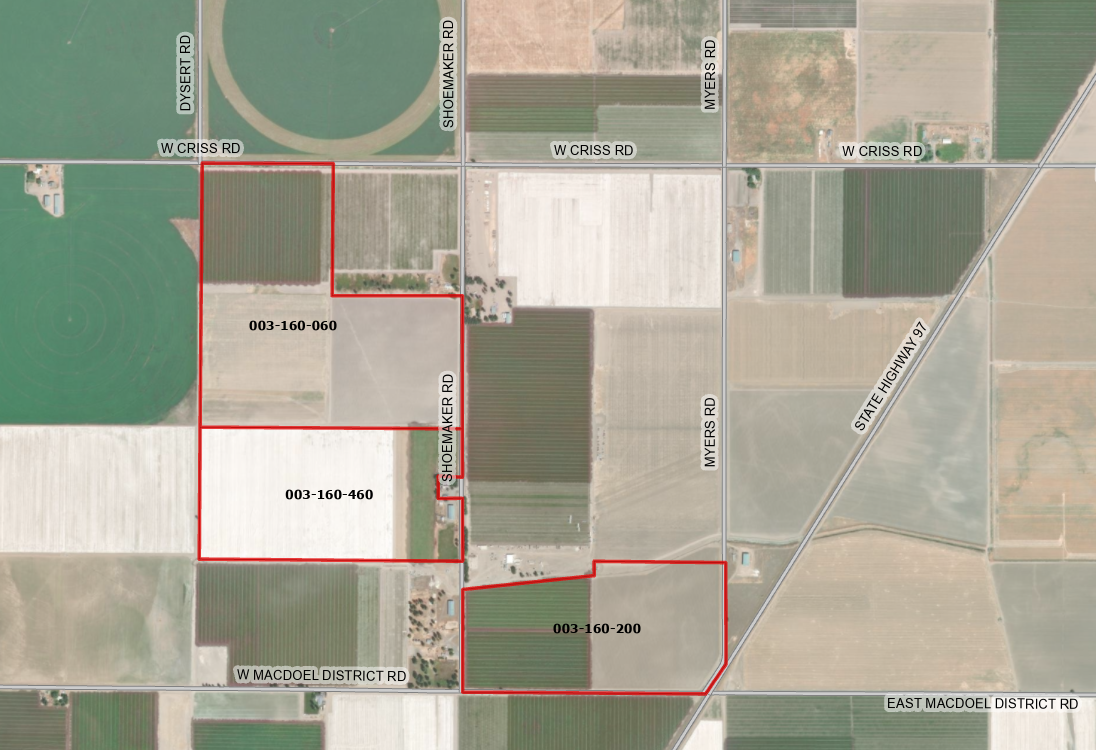 DYSERT RD
SHOEMAKER RD
MYERS RD
W CRISS RD
W CRISS RD
W CRISS RD
003-160-060
STATE HIGHWAY 97
SHOEMAKER RD
MYERS RD
003-160-460
003-160-200
W MACDOEL DISTRICT RD
EAST MACDOEL DISTRICT RD